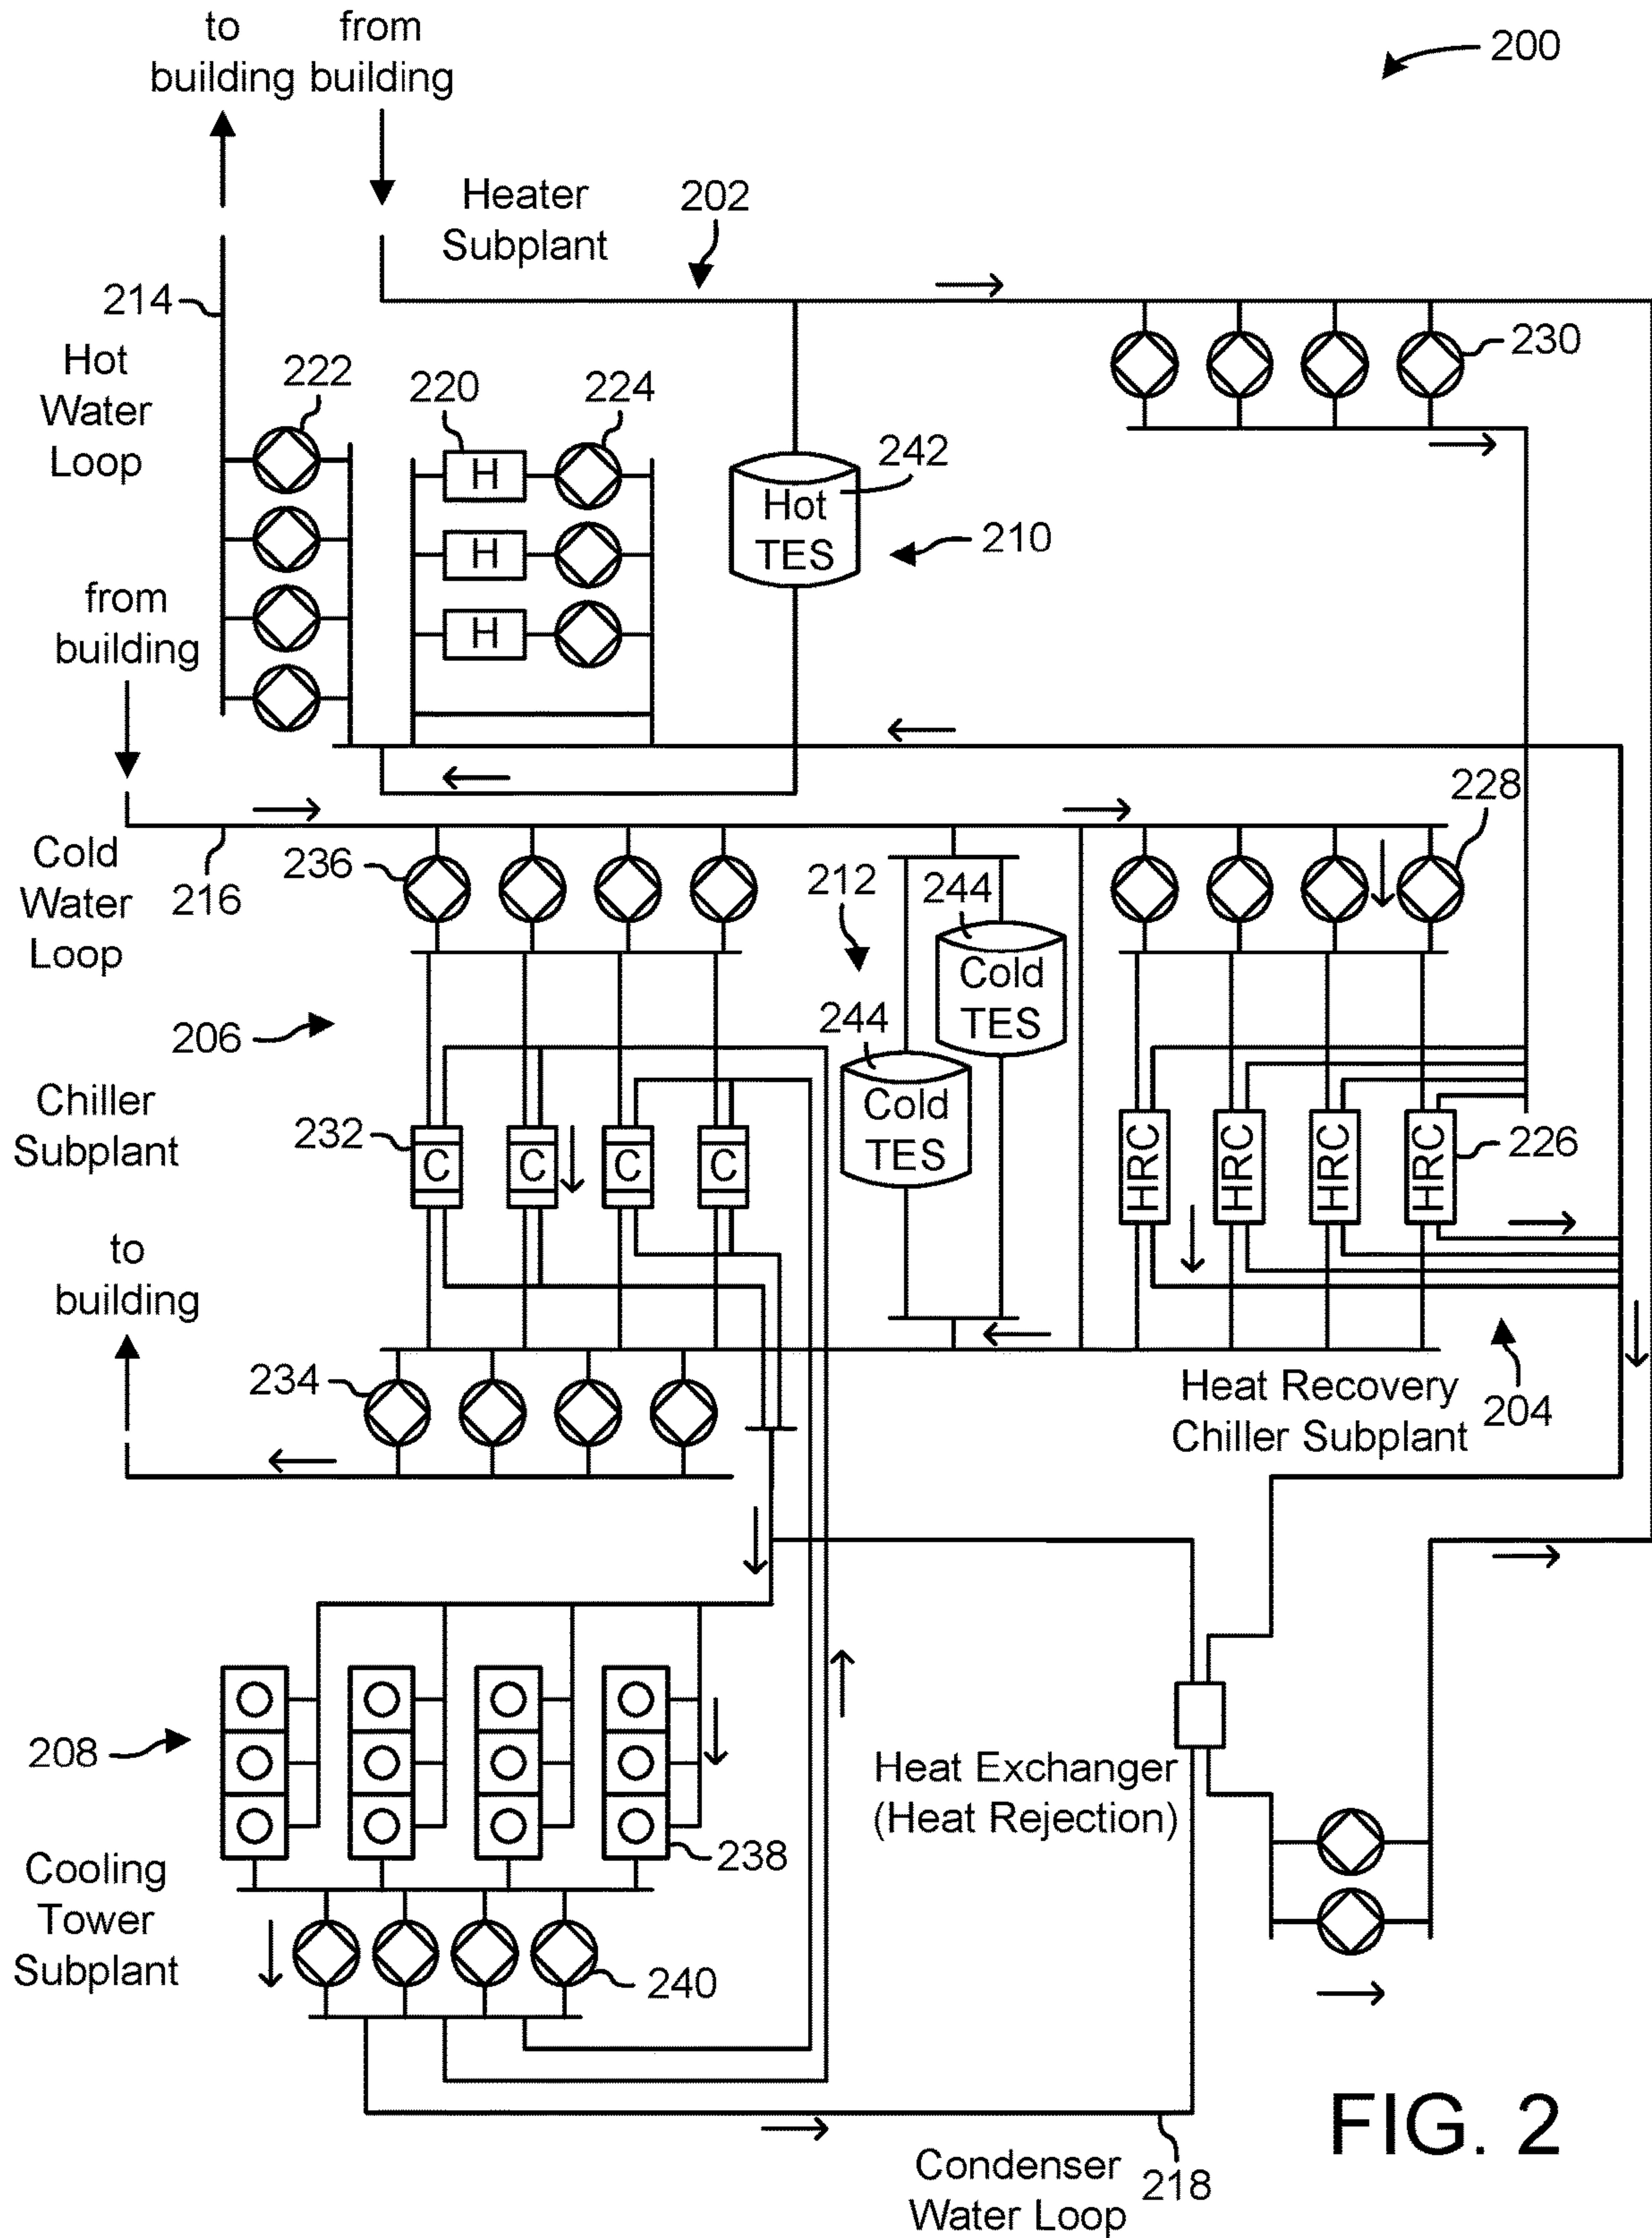 to
building
from
building
200
Heater
Subplant
202
214
Hot
Water
Loop
222
220
224
230
H
H
H
Hot
TES
242
210
from
building
228
Cold
Water
Loop
216
236
212
244
Cold
TES
244
Cold
TES
206
Chiller
Subplant
232
C
C
C
C
HRC
HRC
HRC
HRC
226
to
building
234
Heat Recovery
Chiller Subplant
204
208
Heat Exchanger
(Heat Rejection)
238
Cooling
Tower
Subplant
240
FIG. 2
Condenser
Water Loop
218